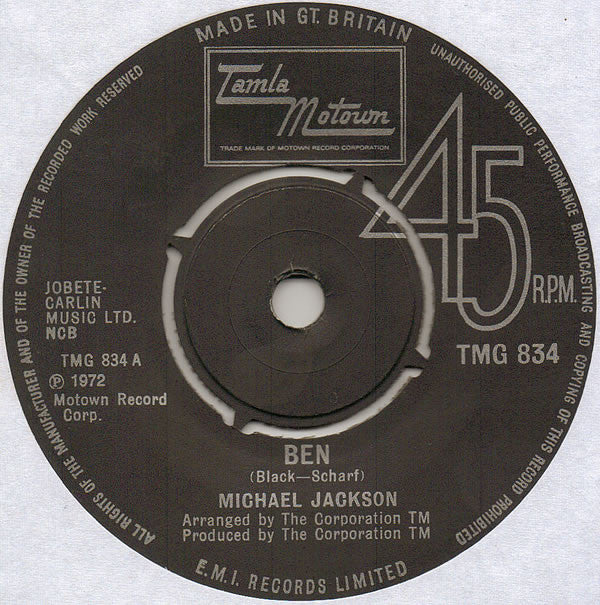 MADE IN GT. BRITAIN
UNAUTHORISED PUBLIC PERFORMANCE BROADCASTING AND COPYING OF THIS RECORD PROHIBITED
E.M.I. RECORDS LIMITED
ALL RIGHTS OF THE MANUFACTURER AND OF THE OWNER OF THE RECORDED WORK RESERVED
Tamla
Motown
TRADE MARK OF MOTOWN RECORD CORPORATION
45
R.P.M.
TMG 834
JOBETE-
CARLIN
MUSIC LTD.
NCB
TMG 834 A
℗ 1972
Motown Record
Corp.
BEN
(Black—Scharf)
MICHAEL JACKSON
Arranged by The Corporation TM
Produced by The Corporation TM